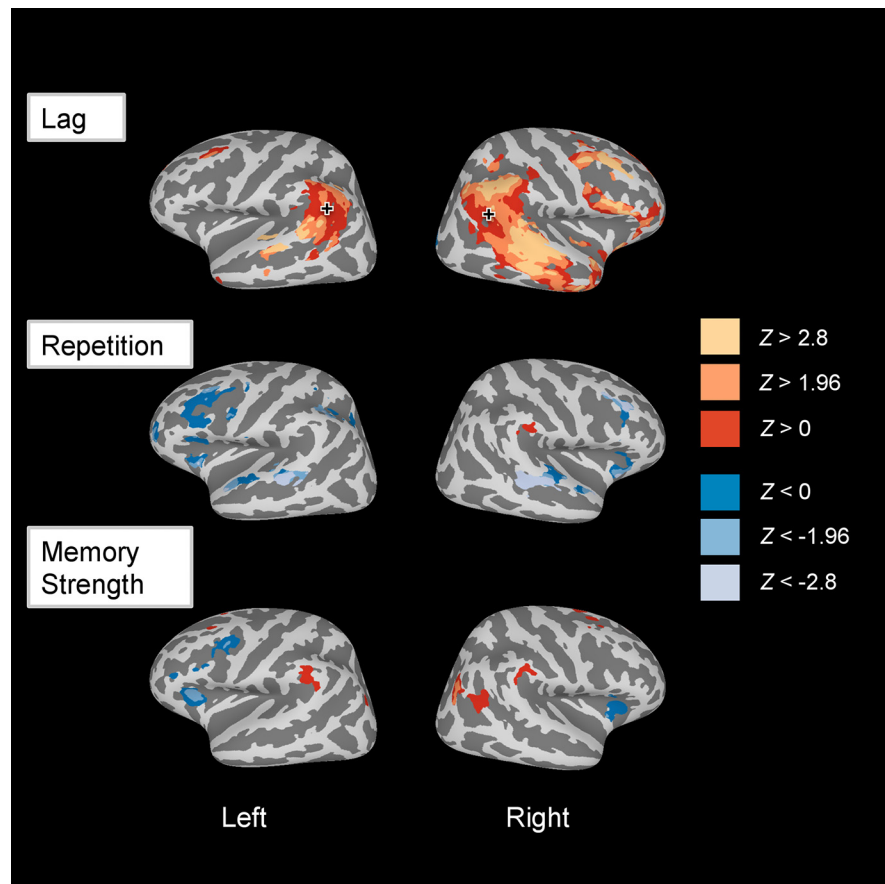 Lag
Repetition
Z > 2.8
Z > 1.96
Z > 0
Z < 0
Z < -1.96
Z < -2.8
Memory
Strength
Left
Right